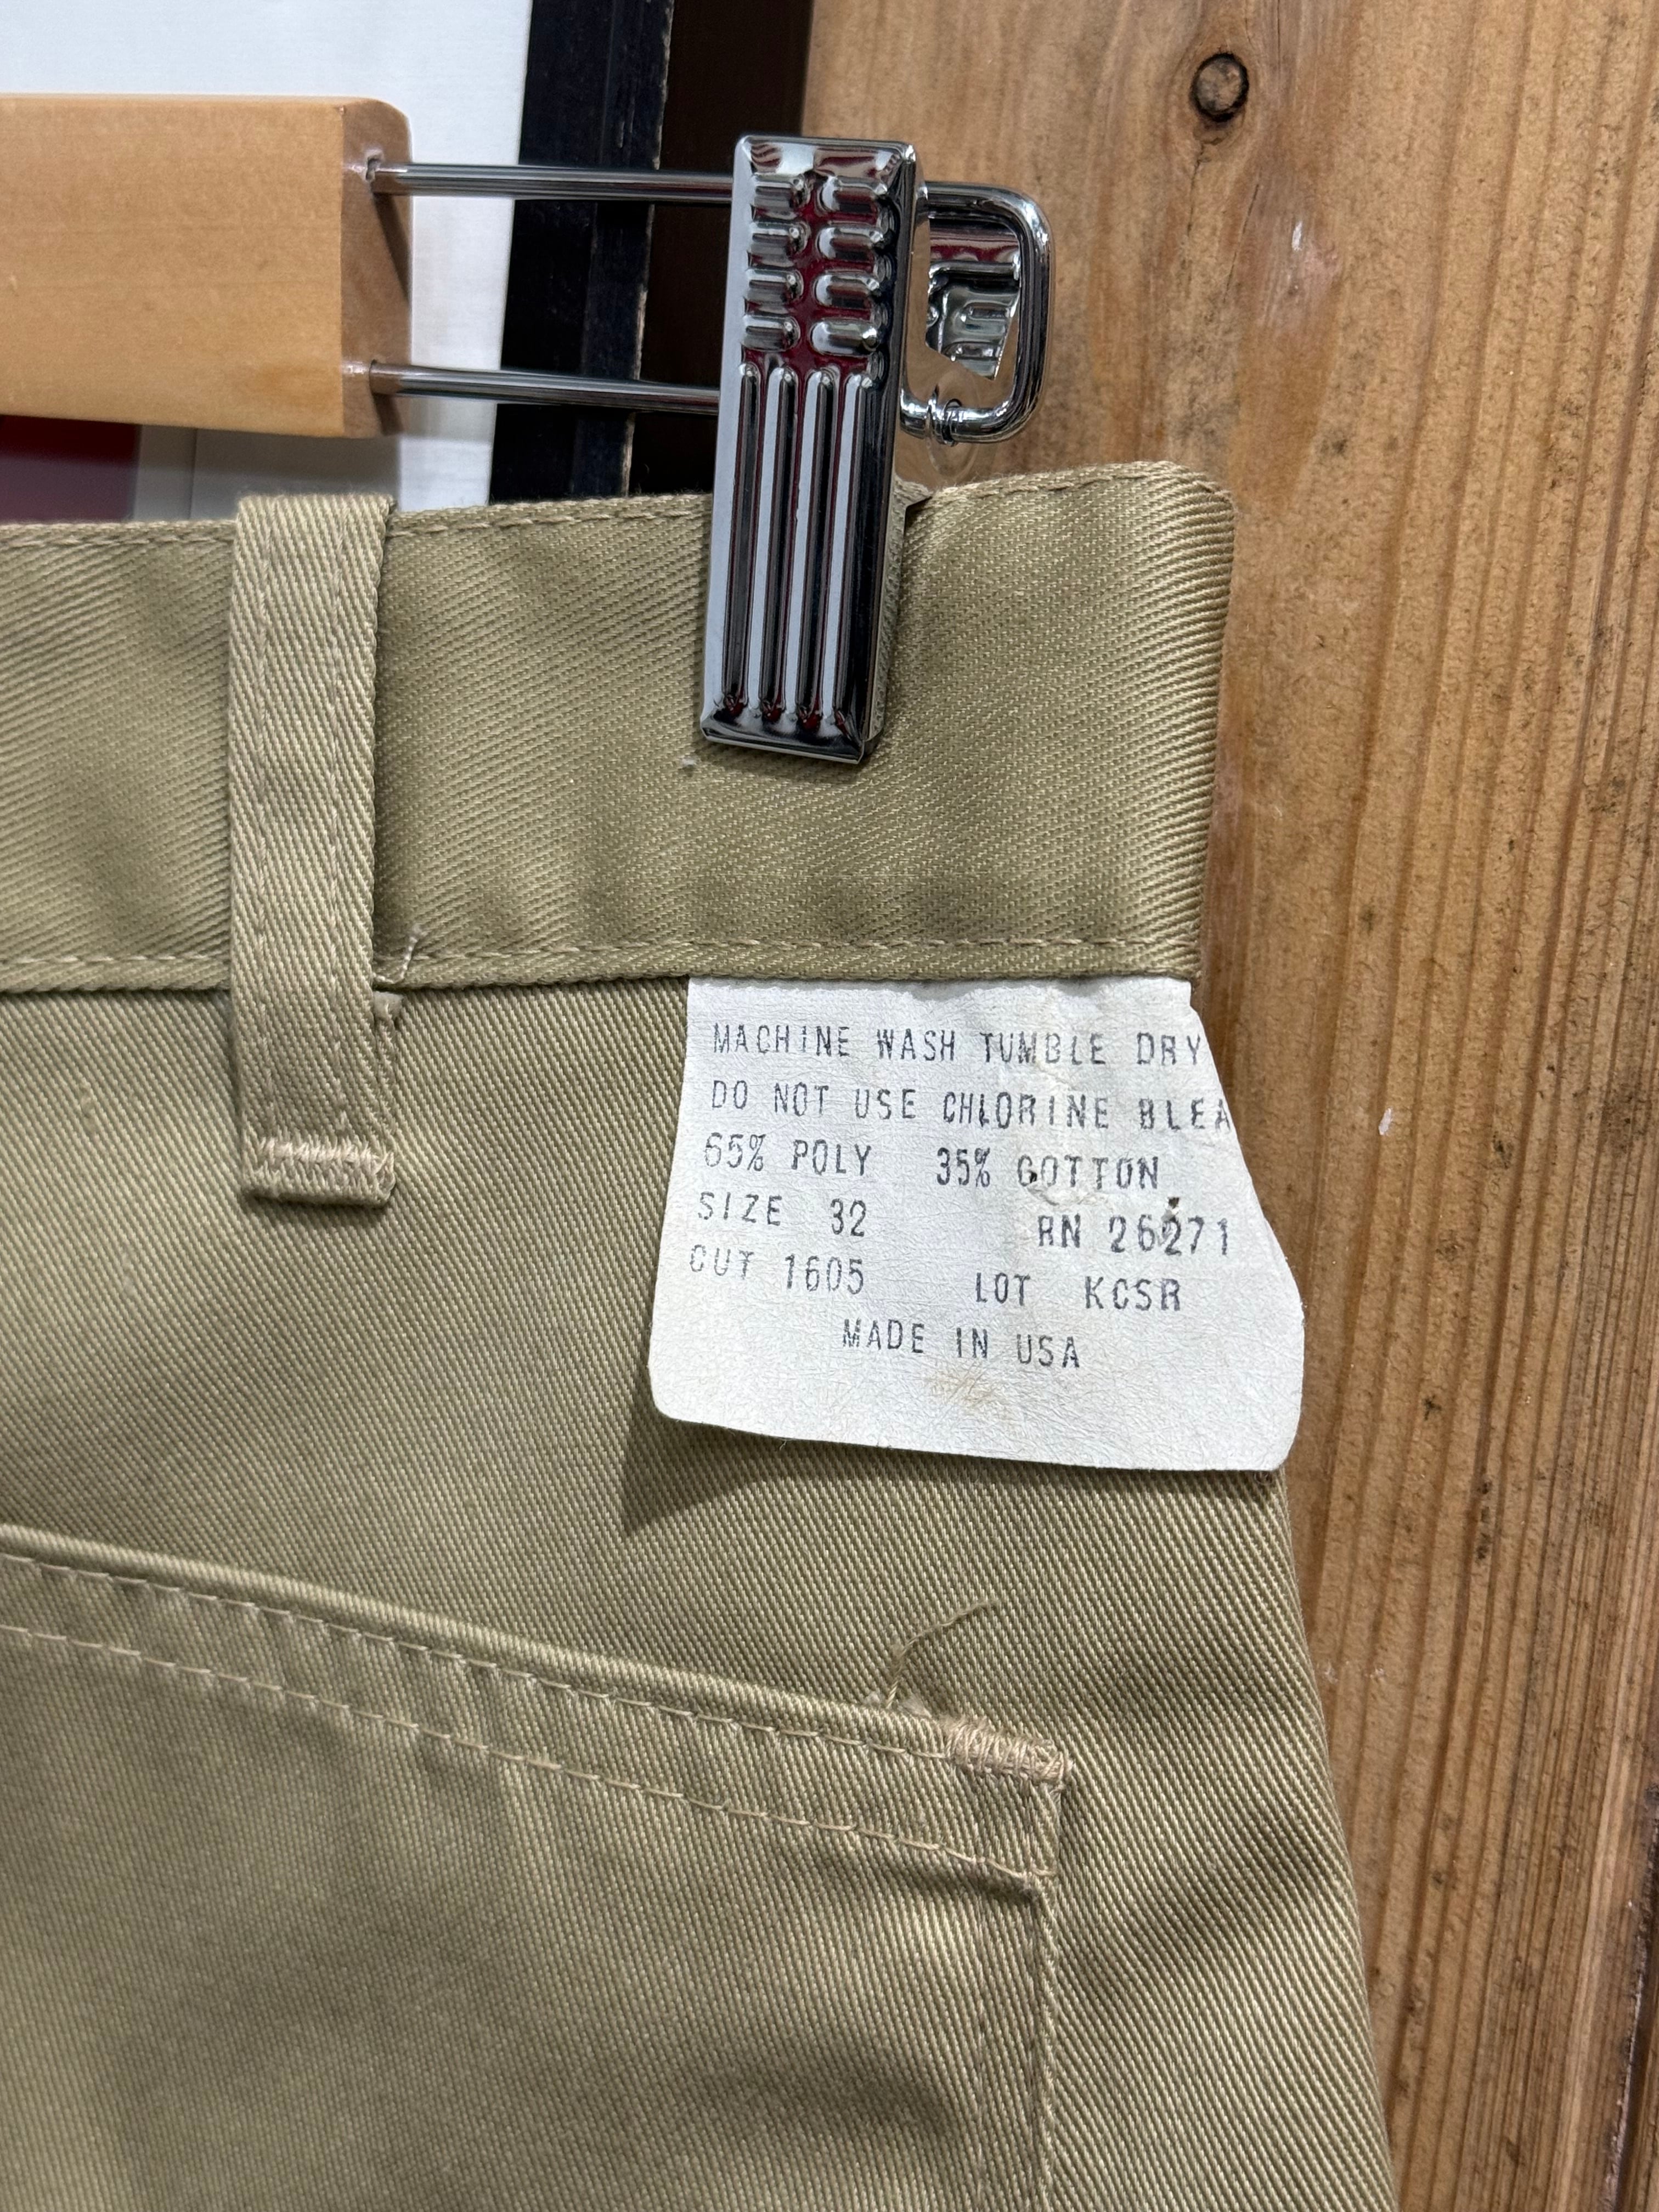 MACHINE WASH TUMBLE DRY
DO NOT USE CHLORINE BLEA
65% POLY 35% COTTON
SIZE 32 RN 26271
CUT 1605 LOT KCSR
MADE IN USA